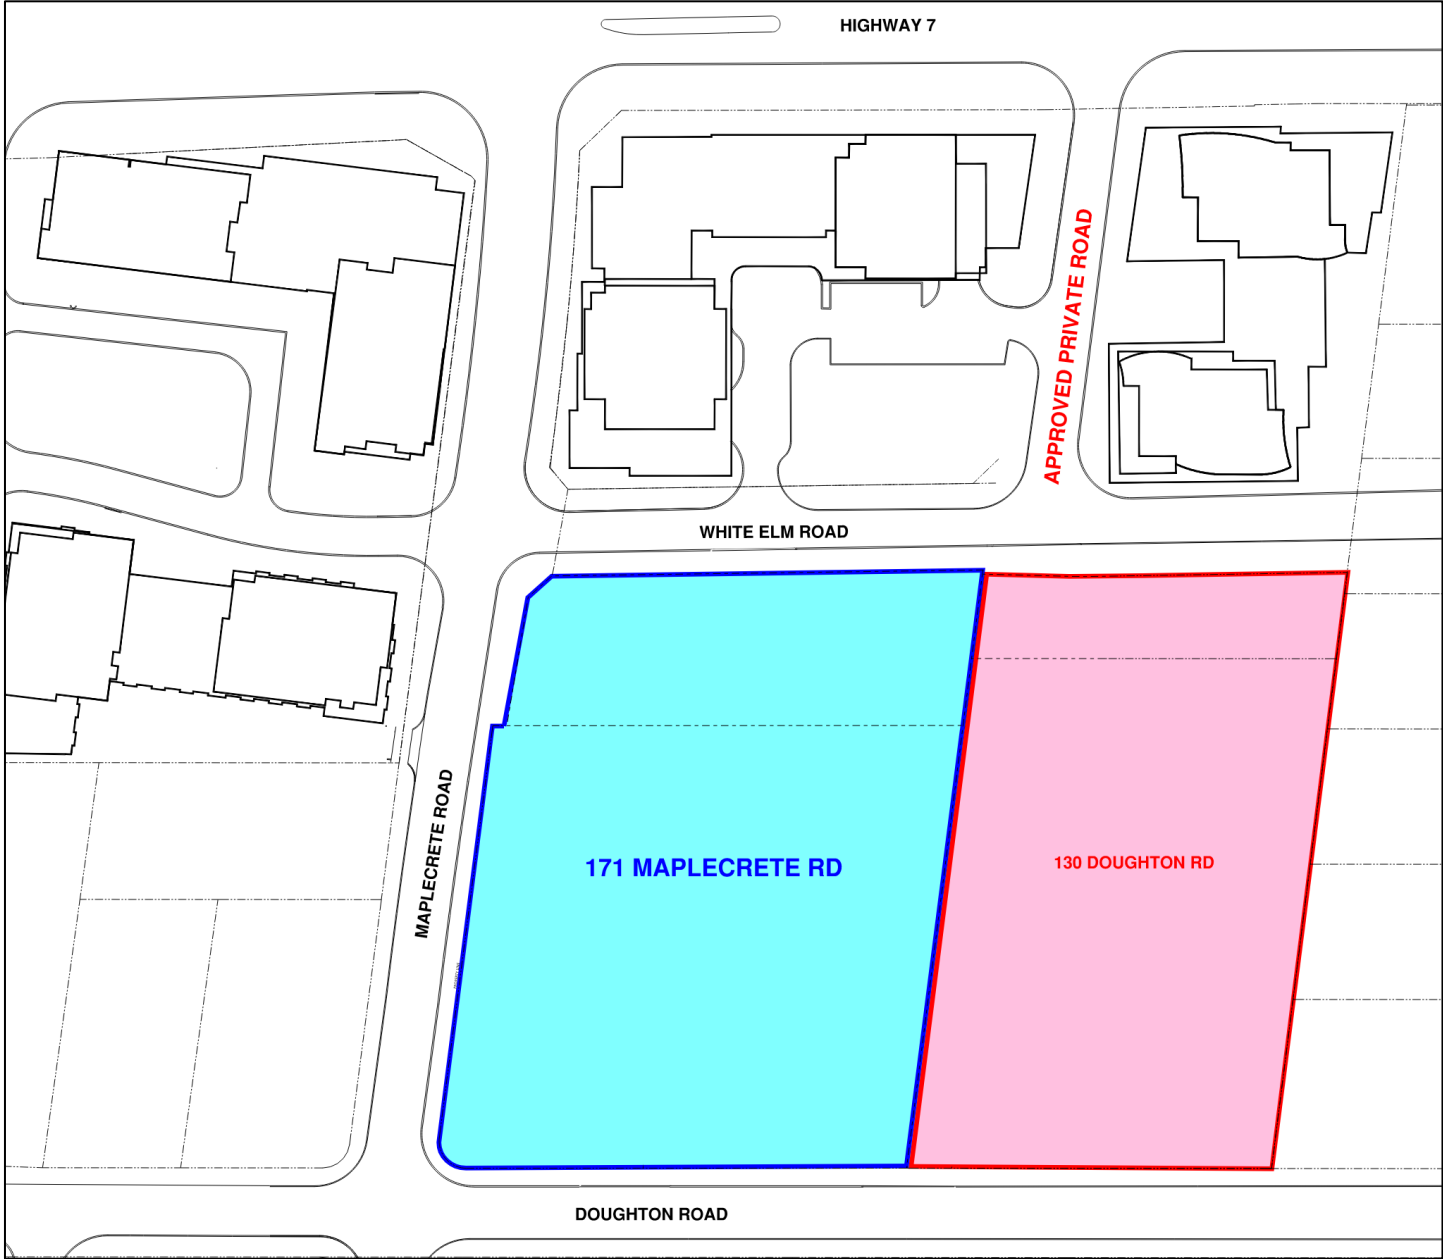 HIGHWAY 7
APPROVED PRIVATE ROAD
WHITE ELM ROAD
MAPLECRETE ROAD
171 MAPLECRETE RD
130 DOUGHTON RD
DOUGHTON ROAD